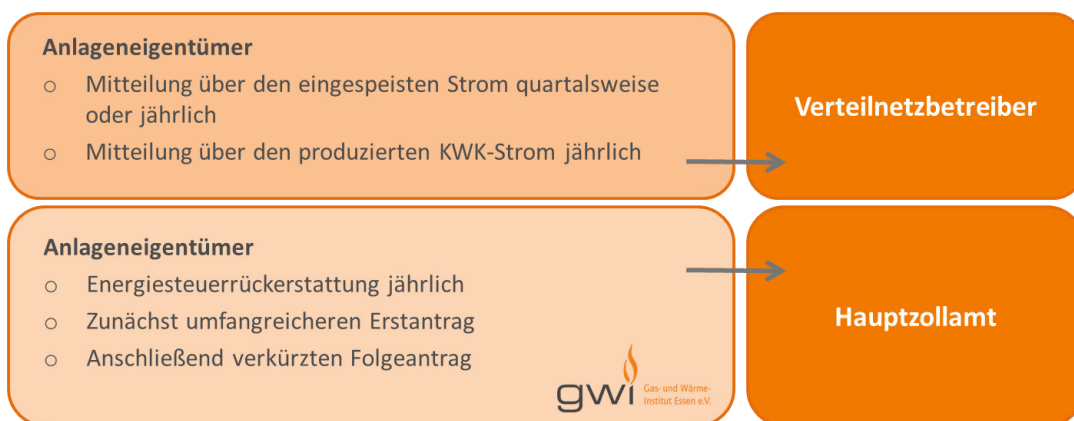 Anlageneigentümer
o Mitteilung über den eingespeisten Strom quartalsweise
oder jährlich
o Mitteilung über den produzierten KWK-Strom jährlich
Verteilnetzbetreiber
Anlageneigentümer
o Energiesteuerrückerstattung jährlich
o Zunächst umfangreicheren Erstantrag
o Anschließend verkürzten Folgeantrag
Hauptzollamt
gwi
Gas- und Wärme-
Institut Essen e.V.